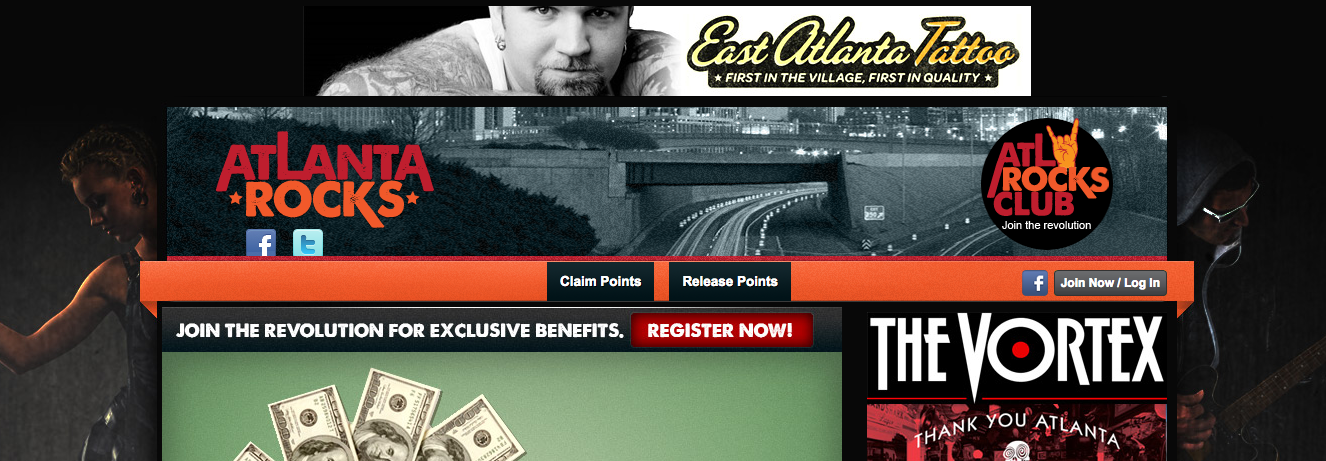 East Atlanta Tattoo
★ FIRST IN THE VILLAGE, FIRST IN QUALITY ★
ATLANTA
★ROCKS★
ATL
ROCKS
CLUB
Join the revolution
Claim Points
Release Points
Join Now / Log In
JOIN THE REVOLUTION FOR EXCLUSIVE BENEFITS.
REGISTER NOW!
THE VORTEX
THANK YOU ATLANTA